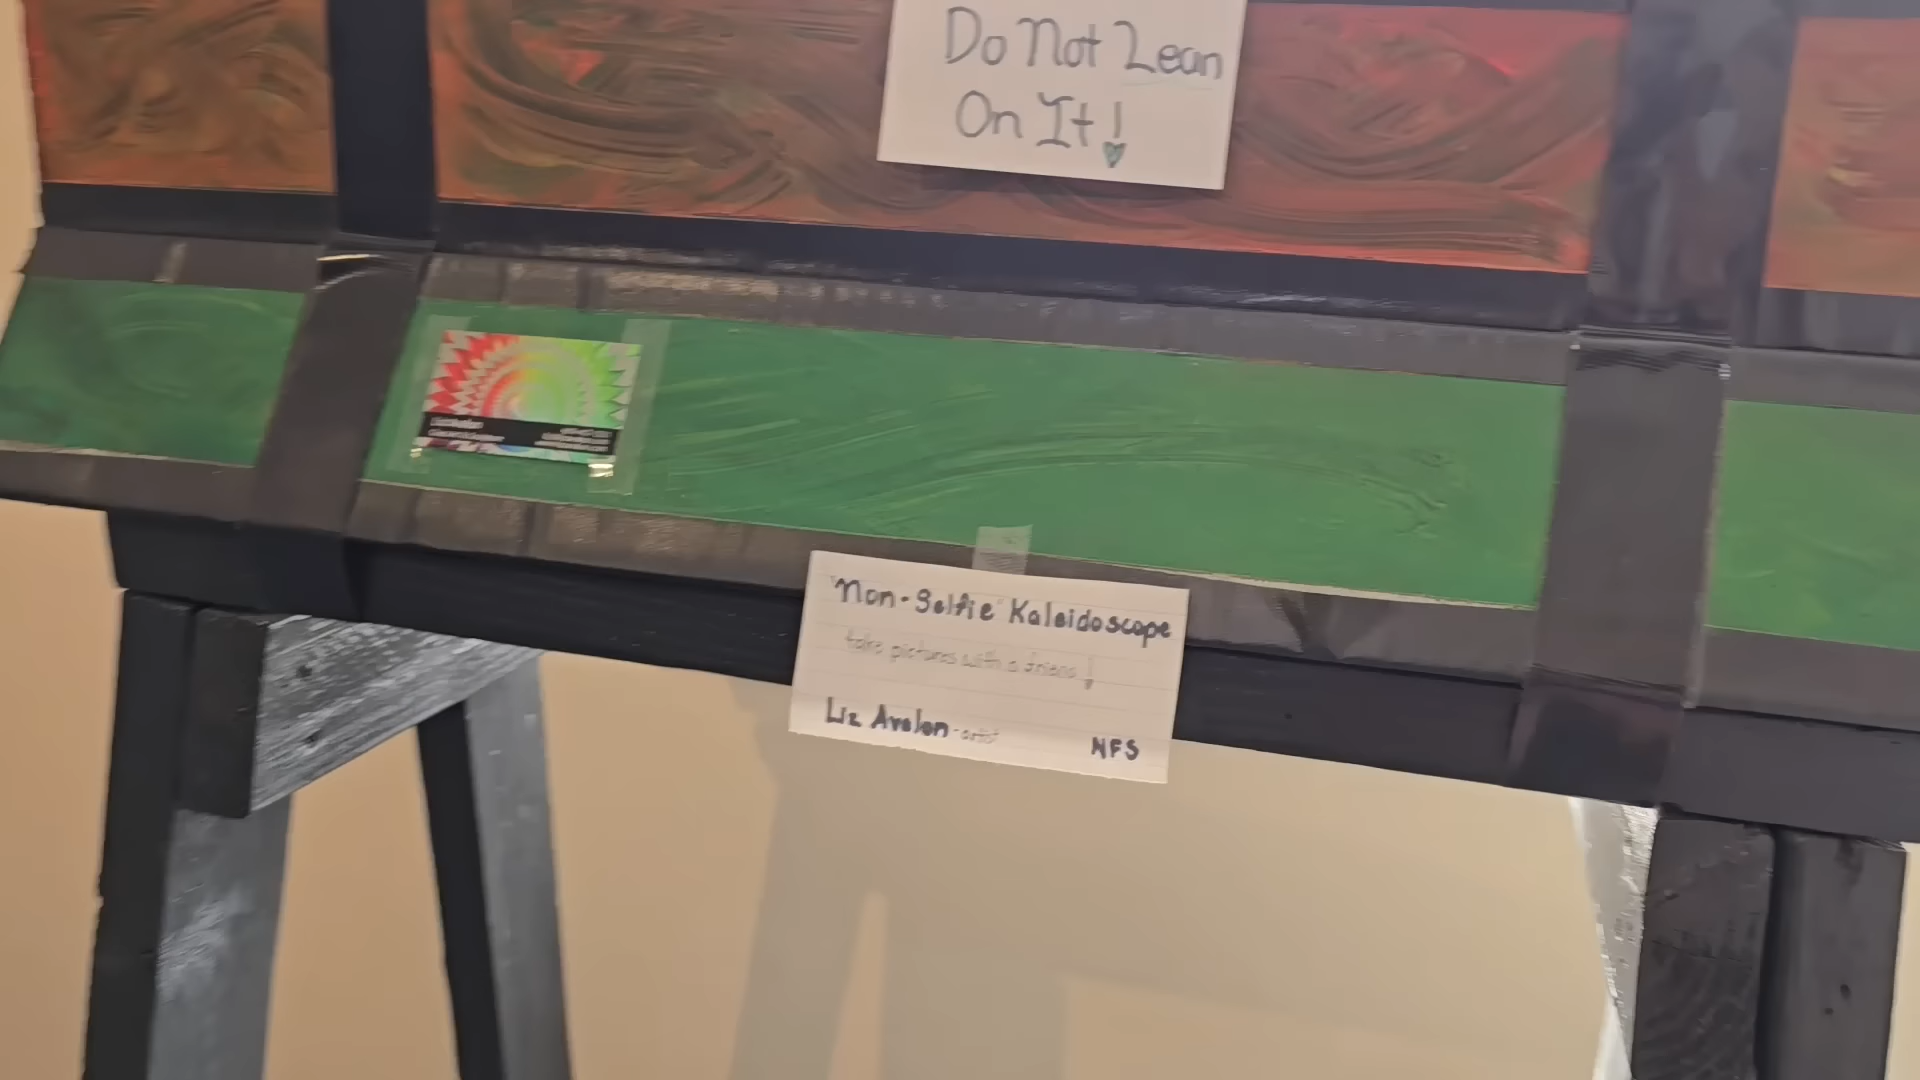 Do Not Lean
On It!
"Non-Selfie" Kaleidoscope
take pictures with a friend!
Liz Avalon - artist
NFS